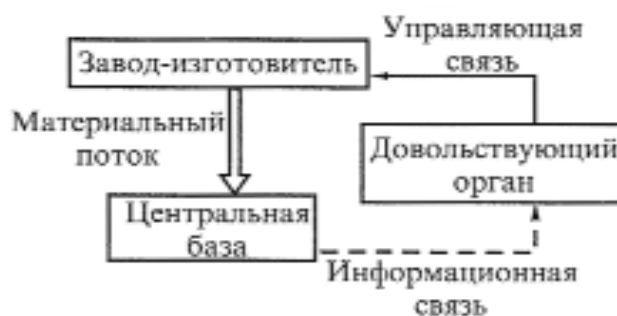 Управляющая
связь
Завод-изготовитель
Материальный
поток
Довольствующий
орган
Центральная
база
Информационная
связь